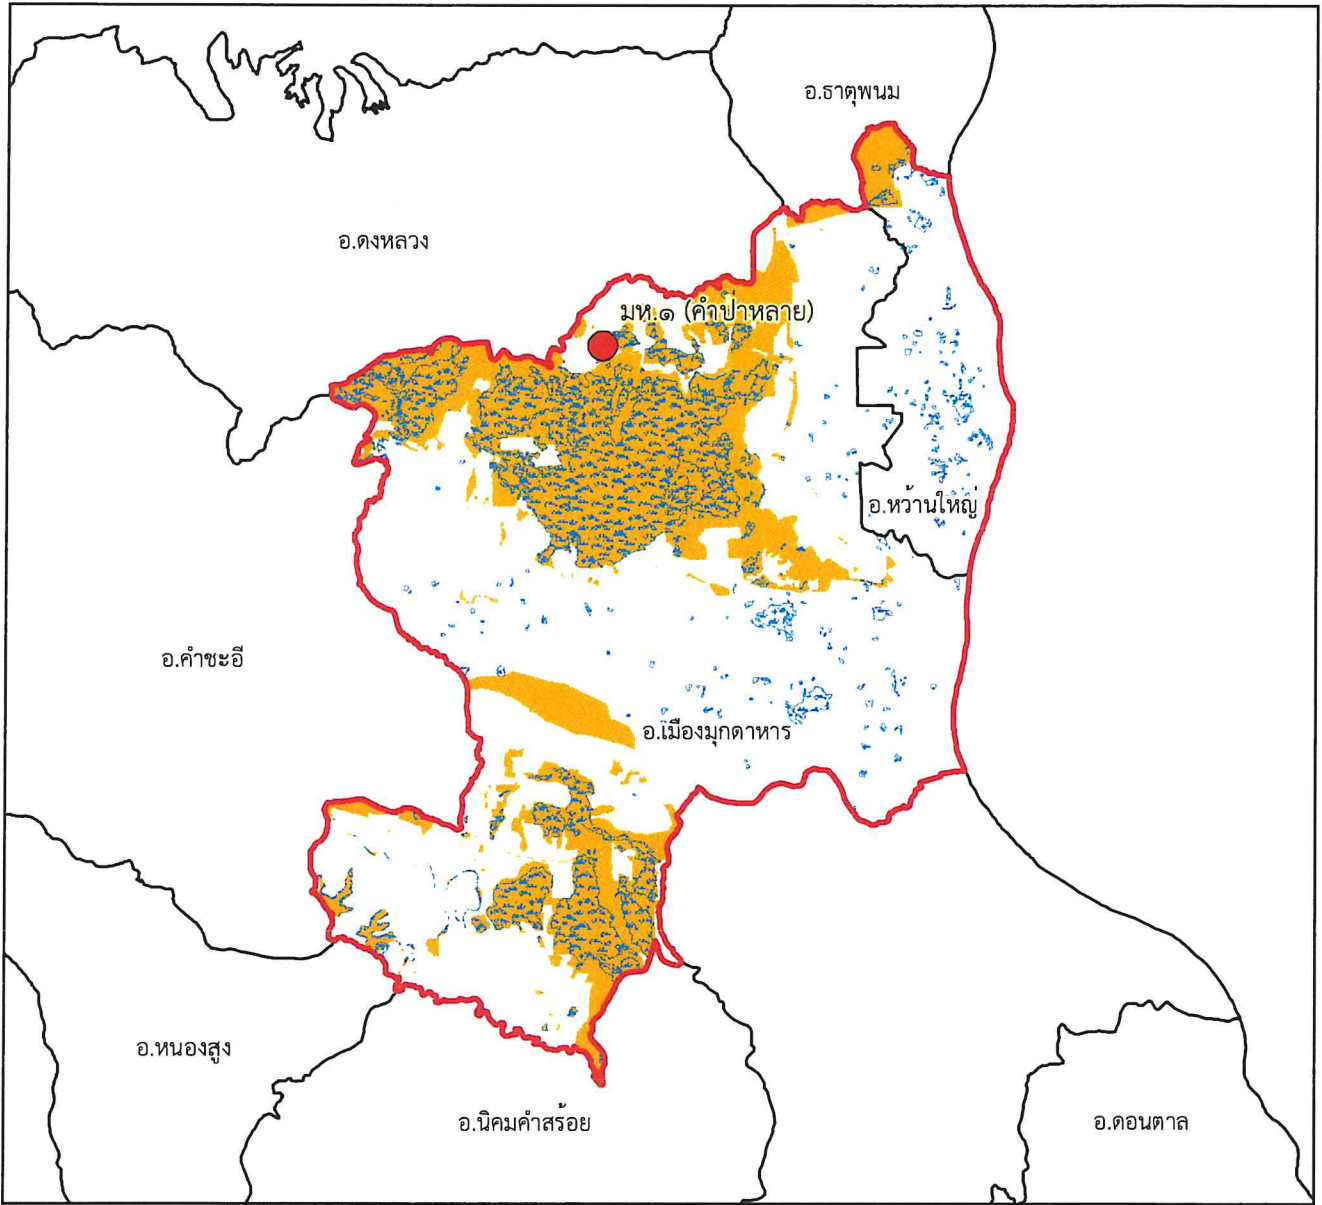 อ.ธาตุพนม
อ.ดงหลวง
มห.๑ (คำป่าหลาย)
อ.หว้านใหญ่
อ.คำชะอี
อ.เมืองมุกดาหาร
อ.หนองสูง
อ.นิคมคำสร้อย
อ.ดอนตาล